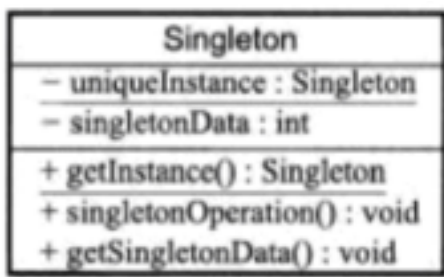 Singleton
− uniqueInstance : Singleton
− singletonData : int
+ getInstance() : Singleton
+ singletonOperation() : void
+ getSingletonData() : void